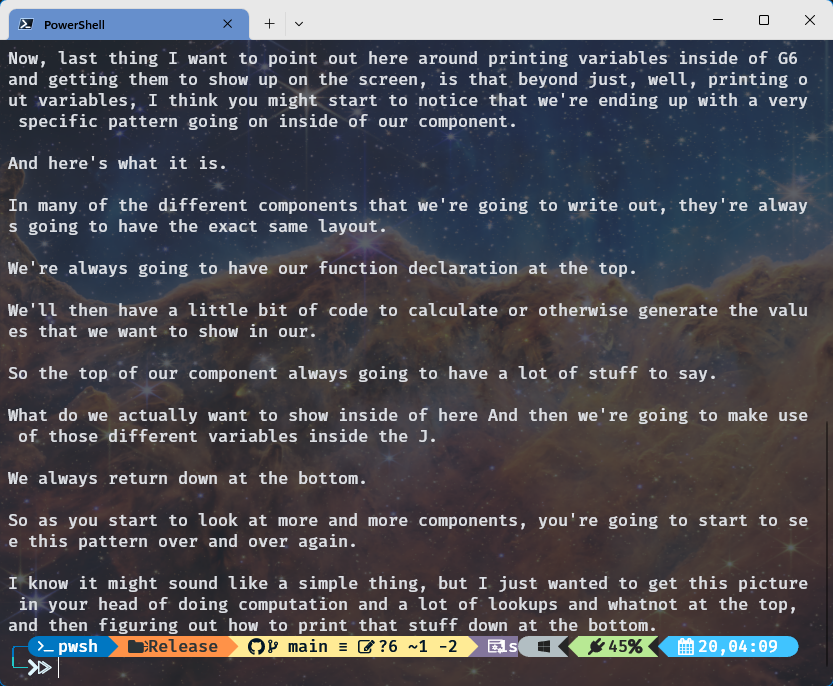 PowerShell
Now, last thing I want to point out here around printing variables inside of G6
and getting them to show up on the screen, is that beyond just, well, printing o
ut variables, I think you might start to notice that we're ending up with a very
 specific pattern going on inside of our component.
And here's what it is.
In many of the different components that we're going to write out, they're alway
s going to have the exact same layout.
We're always going to have our function declaration at the top.
We'll then have a little bit of code to calculate or otherwise generate the valu
es that we want to show in our.
So the top of our component always going to have a lot of stuff to say.
What do we actually want to show inside of here And then we're going to make use
 of those different variables inside the J.
We always return down at the bottom.
So as you start to look at more and more components, you're going to start to se
e this pattern over and over again.
I know it might sound like a simple thing, but I just wanted to get this picture
 in your head of doing computation and a lot of lookups and whatnot at the top,
and then figuring out how to print that stuff down at the bottom.
pwsh Release main ≡ ?6 ~1 -2 1s 45% 20,04:09